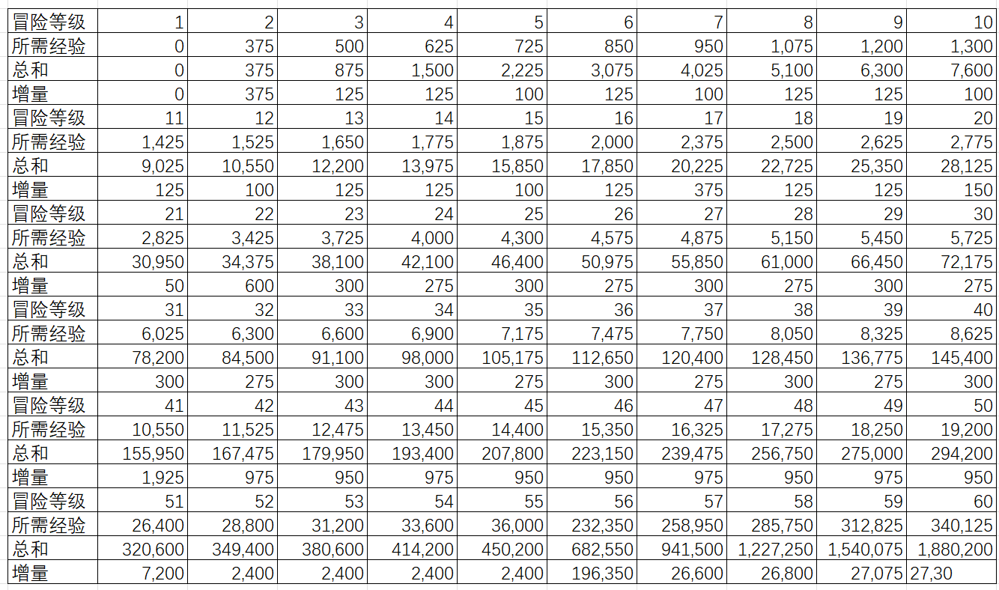 冒险等级 1 2 3 4 5 6 7 8 9 10
所需经验 0 375 500 625 725 850 950 1,075 1,200 1,300
总和 0 375 875 1,500 2,225 3,075 4,025 5,100 6,300 7,600
增量 0 375 125 125 100 125 100 125 125 100
冒险等级 11 12 13 14 15 16 17 18 19 20
所需经验 1,425 1,525 1,650 1,775 1,875 2,000 2,375 2,500 2,625 2,775
总和 9,025 10,550 12,200 13,975 15,850 17,850 20,225 22,725 25,350 28,125
增量 125 100 125 125 100 125 375 125 125 150
冒险等级 21 22 23 24 25 26 27 28 29 30
所需经验 2,825 3,425 3,725 4,000 4,300 4,575 4,875 5,150 5,450 5,725
总和 30,950 34,375 38,100 42,100 46,400 50,975 55,850 61,000 66,450 72,175
增量 50 600 300 275 300 275 300 275 300 275
冒险等级 31 32 33 34 35 36 37 38 39 40
所需经验 6,025 6,300 6,600 6,900 7,175 7,475 7,750 8,050 8,325 8,625
总和 78,200 84,500 91,100 98,000 105,175 112,650 120,400 128,450 136,775 145,400
增量 300 275 300 300 275 300 275 300 275 300
冒险等级 41 42 43 44 45 46 47 48 49 50
所需经验 10,550 11,525 12,475 13,450 14,400 15,350 16,325 17,275 18,250 19,200
总和 155,950 167,475 179,950 193,400 207,800 223,150 239,475 256,750 275,000 294,200
增量 1,925 975 950 975 950 950 975 950 975 950
冒险等级 51 52 53 54 55 56 57 58 59 60
所需经验 26,400 28,800 31,200 33,600 36,000 232,350 258,950 285,750 312,825 340,125
总和 320,600 349,400 380,600 414,200 450,200 682,550 941,500 1,227,250 1,540,075 1,880,200
增量 7,200 2,400 2,400 2,400 2,400 196,350 26,600 26,800 27,075 27,30